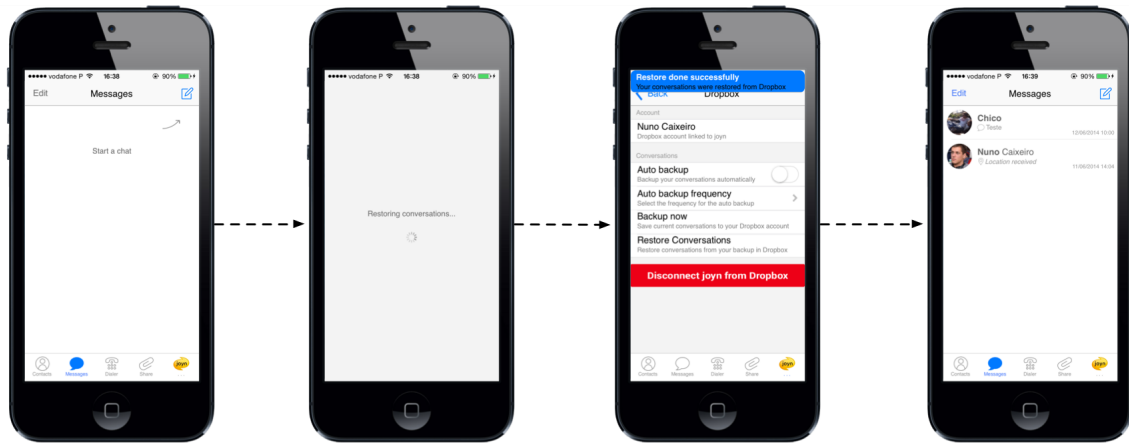 vodafone P 16:38 90%
Edit Messages
Start a chat
Contacts Messages Dialer Share joyn
vodafone P 16:38 90%
Restoring conversations...
Restore done successfully
Your conversations were restored from Dropbox
Back Dropbox
Account
Nuno Caixeiro
Dropbox account linked to joyn
Conversations
Auto backup
Backup your conversations automatically
Auto backup frequency
Select the frequency for the auto backup
Backup now
Save current conversations to your Dropbox account
Restore Conversations
Restore conversations from your backup in Dropbox
Disconnect joyn from Dropbox
Contacts Messages Dialer Share joyn
vodafone P 16:39 90%
Edit Messages
Chico
Teste
12/06/2014 10:00
Nuno Caixeiro
Location received
11/06/2014 14:04
Contacts Messages Dialer Share joyn